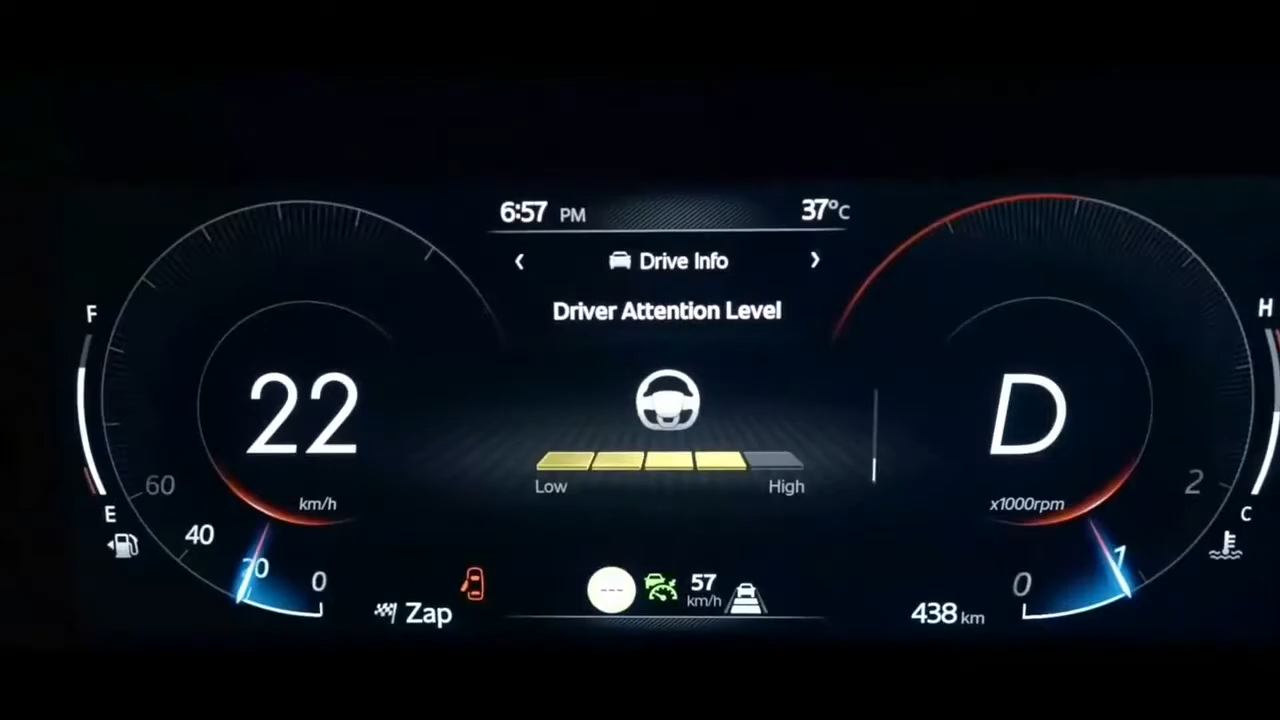 6:57 PM
37°C
‹ Drive Info ›
Driver Attention Level
F
H
22
D
60
km/h
Low
High
x1000rpm
2
E
C
40
20
0
57
km/h
1
0
Zap
---
438 km